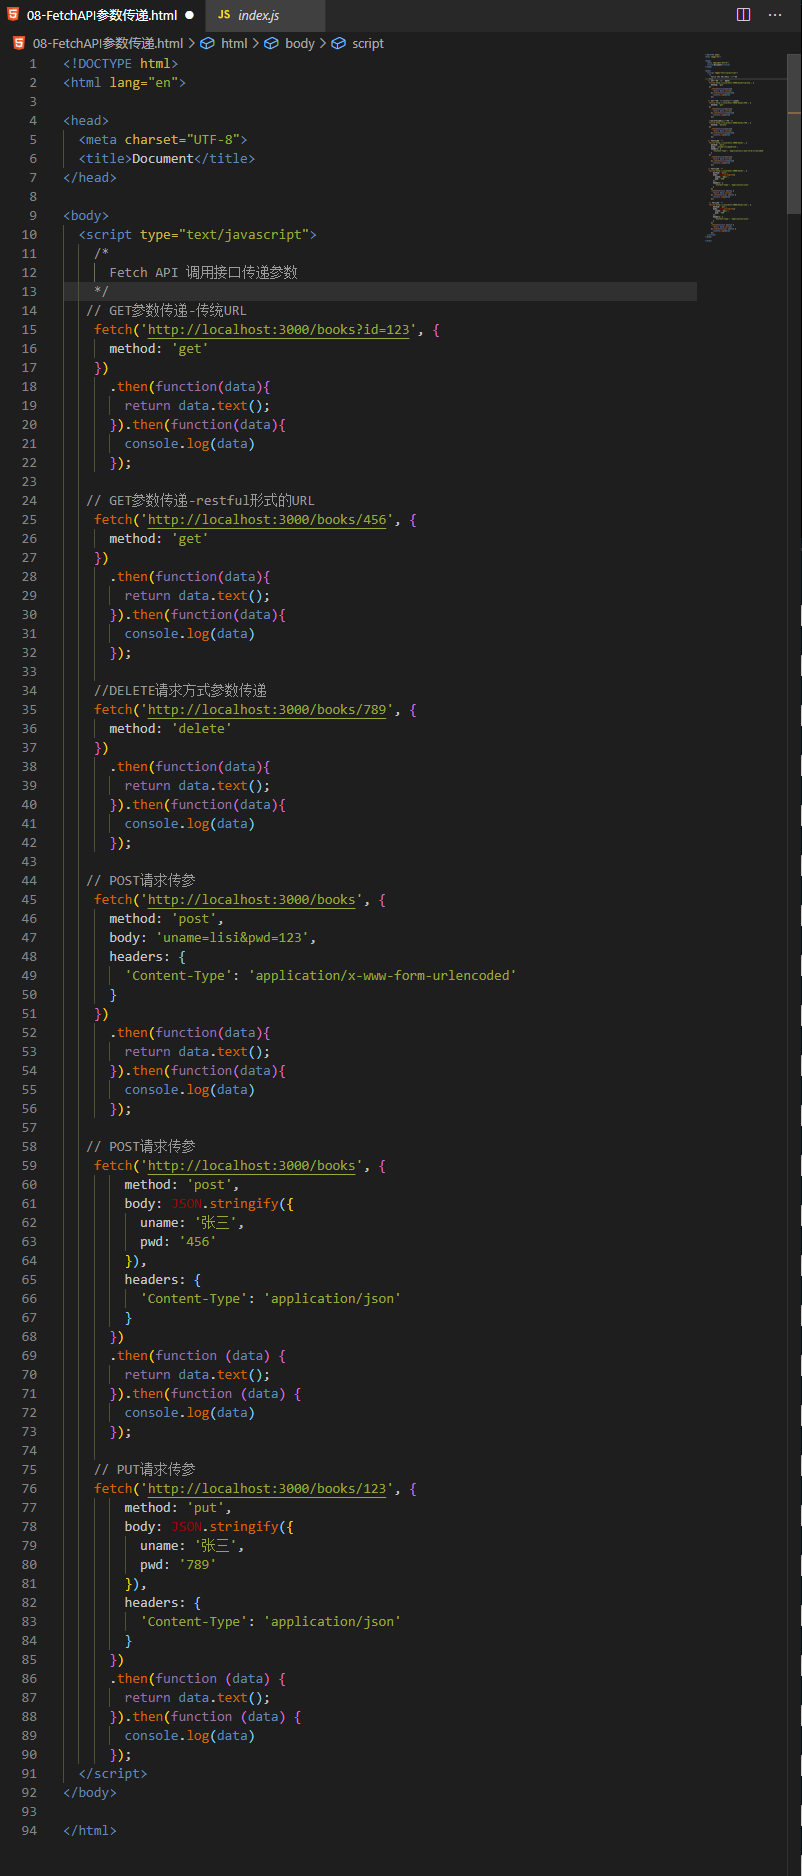 08-FetchAPI参数传递.html ● JS index.js
08-FetchAPI参数传递.html > html > body > script
1 <!DOCTYPE html>
2 <html lang="en">
3
4 <head>
5 <meta charset="UTF-8">
6 <title>Document</title>
7 </head>
8
9 <body>
10 <script type="text/javascript">
11 /*
12 Fetch API 调用接口传递参数
13 */
14 // GET参数传递-传统URL
15 fetch('http://localhost:3000/books?id=123', {
16 method: 'get'
17 })
18 .then(function(data){
19 return data.text();
20 }).then(function(data){
21 console.log(data)
22 });
23
24 // GET参数传递-restful形式的URL
25 fetch('http://localhost:3000/books/456', {
26 method: 'get'
27 })
28 .then(function(data){
29 return data.text();
30 }).then(function(data){
31 console.log(data)
32 });
33
34 //DELETE请求方式参数传递
35 fetch('http://localhost:3000/books/789', {
36 method: 'delete'
37 })
38 .then(function(data){
39 return data.text();
40 }).then(function(data){
41 console.log(data)
42 });
43
44 // POST请求传参
45 fetch('http://localhost:3000/books', {
46 method: 'post',
47 body: 'uname=lisi&pwd=123',
48 headers: {
49 'Content-Type': 'application/x-www-form-urlencoded'
50 }
51 })
52 .then(function(data){
53 return data.text();
54 }).then(function(data){
55 console.log(data)
56 });
57
58 // POST请求传参
59 fetch('http://localhost:3000/books', {
60 method: 'post',
61 body: JSON.stringify({
62 uname: '张三',
63 pwd: '456'
64 }),
65 headers: {
66 'Content-Type': 'application/json'
67 }
68 })
69 .then(function (data) {
70 return data.text();
71 }).then(function (data) {
72 console.log(data)
73 });
74
75 // PUT请求传参
76 fetch('http://localhost:3000/books/123', {
77 method: 'put',
78 body: JSON.stringify({
79 uname: '张三',
80 pwd: '789'
81 }),
82 headers: {
83 'Content-Type': 'application/json'
84 }
85 })
86 .then(function (data) {
87 return data.text();
88 }).then(function (data) {
89 console.log(data)
90 });
91 </script>
92 </body>
93
94 </html>